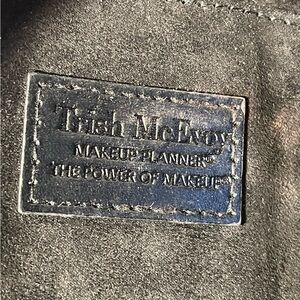 Trish McEvoy
MAKEUP PLANNER®
THE POWER OF MAKEUP®